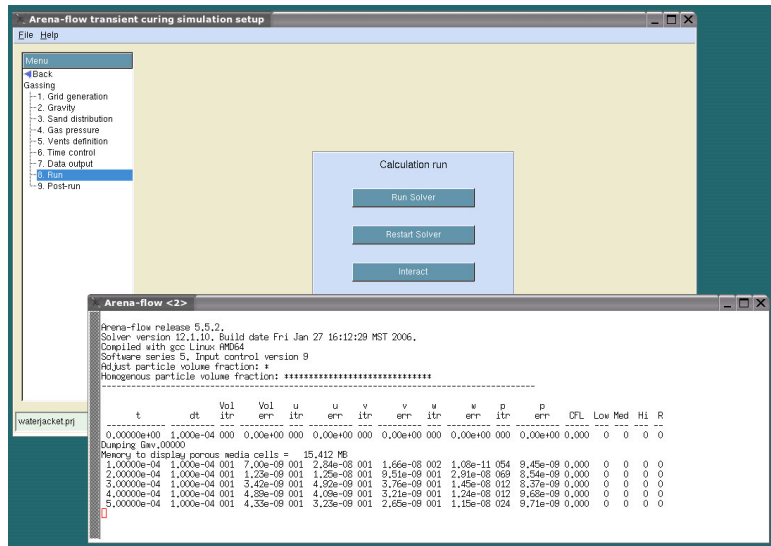 Arena-flow transient curing simulation setup
File Help
Menu
Back
Gassing
1. Grid generation
2. Gravity
3. Sand distribution
4. Gas pressure
5. Vents definition
6. Time control
7. Data output
8. Run
9. Post-run
Calculation run
Run Solver
Restart Solver
Interact
waterjacket.prj
Arena-flow <2>
Arena-flow release 5.5.2.
Solver version 12.1.10. Build date Fri Jan 27 16:12:29 MST 2006.
Compiled with gcc Linux AMD64
Software series 5. Input control version 9
Adjust particle volume fraction: *
Homogenous particle volume fraction: *****************************
Vol Vol u u v v w w p p
t dt itr err itr err itr err itr err itr err CFL Low Med Hi R
0.00000e+00 1.000e-04 000 0.00e+00 000 0.00e+00 000 0.00e+00 000 0.00e+00 000 0.00e+00 0.000 0 0 0 0
Dumping Gmv.00000
Memory to display porous media cells = 15.412 MB
1.00000e-04 1.000e-04 001 7.00e-09 001 2.84e-08 001 1.66e-08 002 1.08e-11 054 9.45e-09 0.000 0 0 0 0
2.00000e-04 1.000e-04 001 1.23e-09 001 1.25e-08 001 9.51e-09 001 2.91e-08 069 8.54e-09 0.000 0 0 0 0
3.00000e-04 1.000e-04 001 3.42e-09 001 4.92e-09 001 3.76e-09 001 1.45e-08 012 8.37e-09 0.000 0 0 0 0
4.00000e-04 1.000e-04 001 4.89e-09 001 4.09e-09 001 3.21e-09 001 1.24e-08 012 9.68e-09 0.000 0 0 0 0
5.00000e-04 1.000e-04 001 4.33e-09 001 3.23e-09 001 2.65e-09 001 1.15e-08 024 9.71e-09 0.000 0 0 0 0